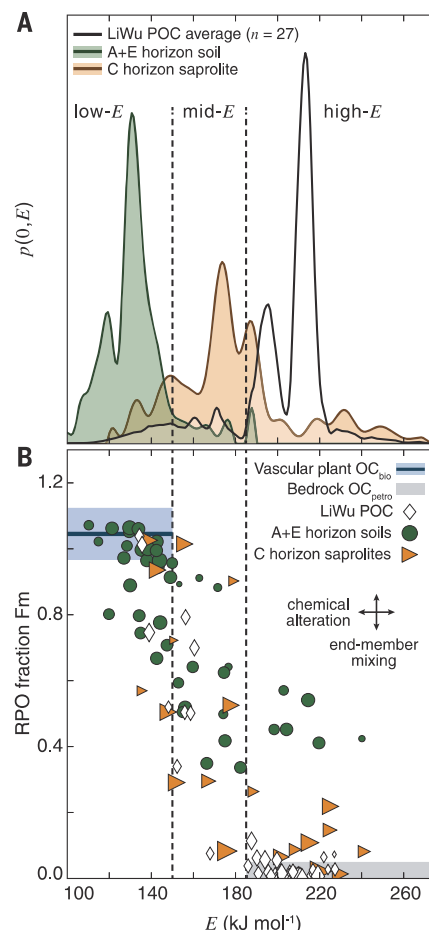 A
LiWu POC average (n = 27)
A+E horizon soil
C horizon saprolite
low-E
mid-E
high-E
p(0,E)
B
Vascular plant OCbio
Bedrock OCpetro
LiWu POC
A+E horizon soils
C horizon saprolites
chemical
alteration
end-member
mixing
RPO fraction Fm
1.2
0.8
0.4
0.0
100
140
180
220
260
E (kJ mol⁻¹)